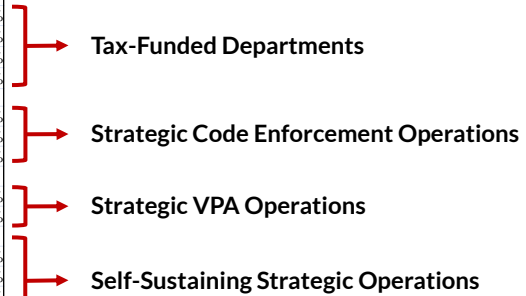 Tax-Funded Departments
Strategic Code Enforcement Operations
Strategic VPA Operations
Self-Sustaining Strategic Operations